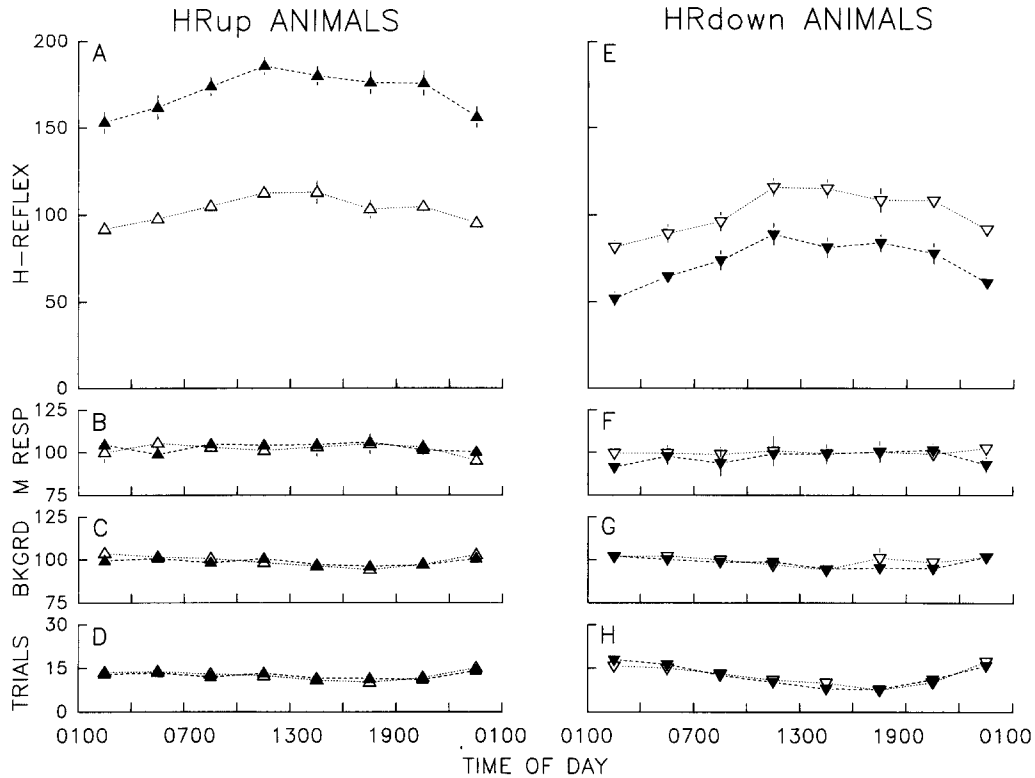 HRup ANIMALS
HRdown ANIMALS
A
E
200
150
100
50
0
H-REFLEX
B
F
125
100
75
M RESP
C
G
125
100
75
BKGRD
D
H
30
15
0
TRIALS
0100 0700 1300 1900 0100
0100 0700 1300 1900 0100
TIME OF DAY